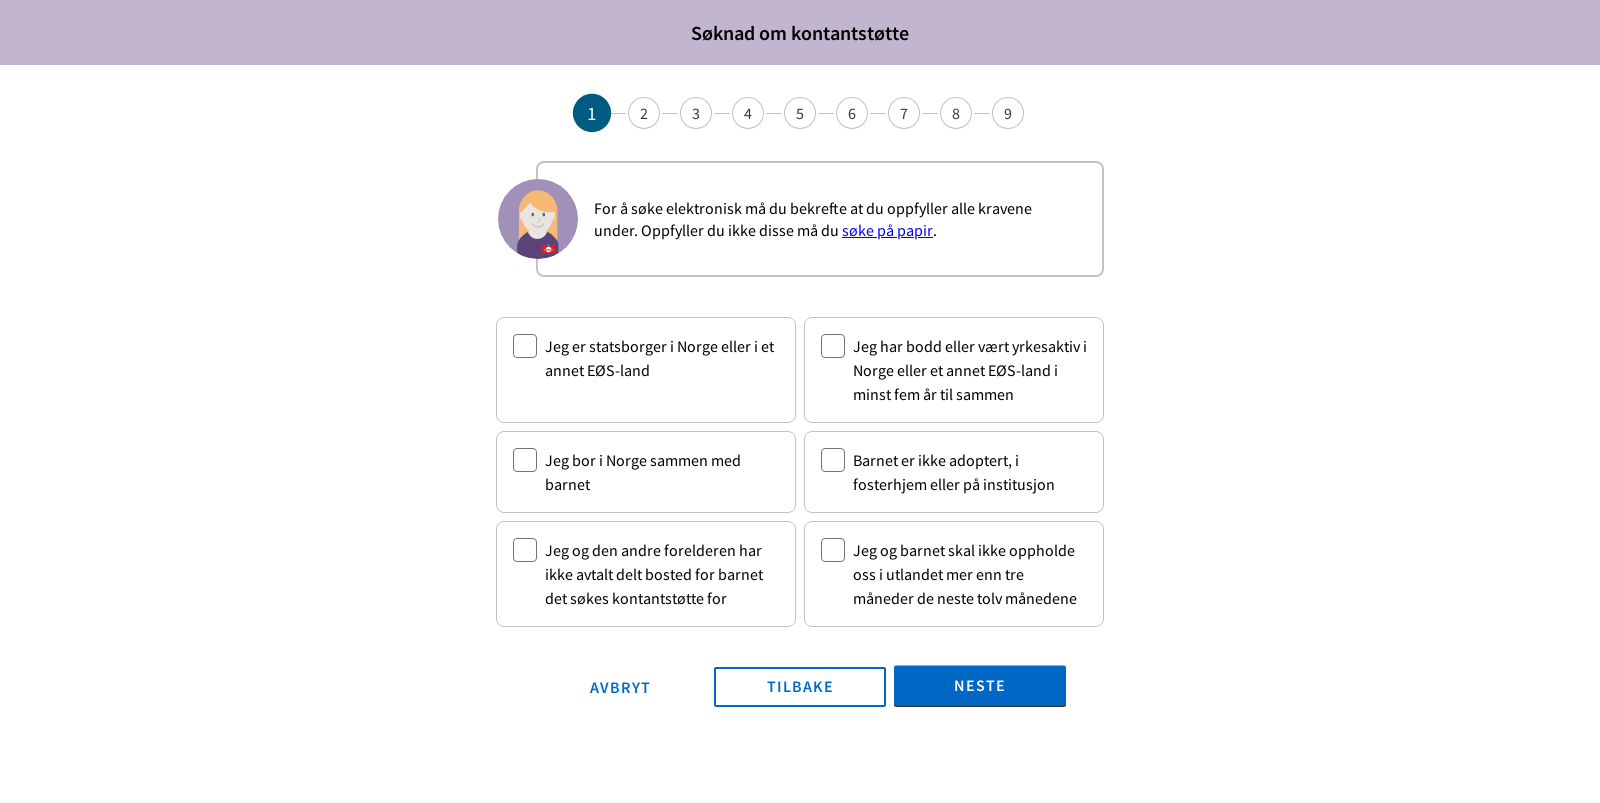 Søknad om kontantstøtte
1 2 3 4 5 6 7 8 9
For å søke elektronisk må du bekrefte at du oppfyller alle kravene
under. Oppfyller du ikke disse må du søke på papir.
Jeg er statsborger i Norge eller i et
annet EØS-land
Jeg har bodd eller vært yrkesaktiv i
Norge eller et annet EØS-land i
minst fem år til sammen
Jeg bor i Norge sammen med
barnet
Barnet er ikke adoptert, i
fosterhjem eller på institusjon
Jeg og den andre forelderen har
ikke avtalt delt bosted for barnet
det søkes kontantstøtte for
Jeg og barnet skal ikke oppholde
oss i utlandet mer enn tre
måneder de neste tolv månedene
AVBRYT
TILBAKE
NESTE